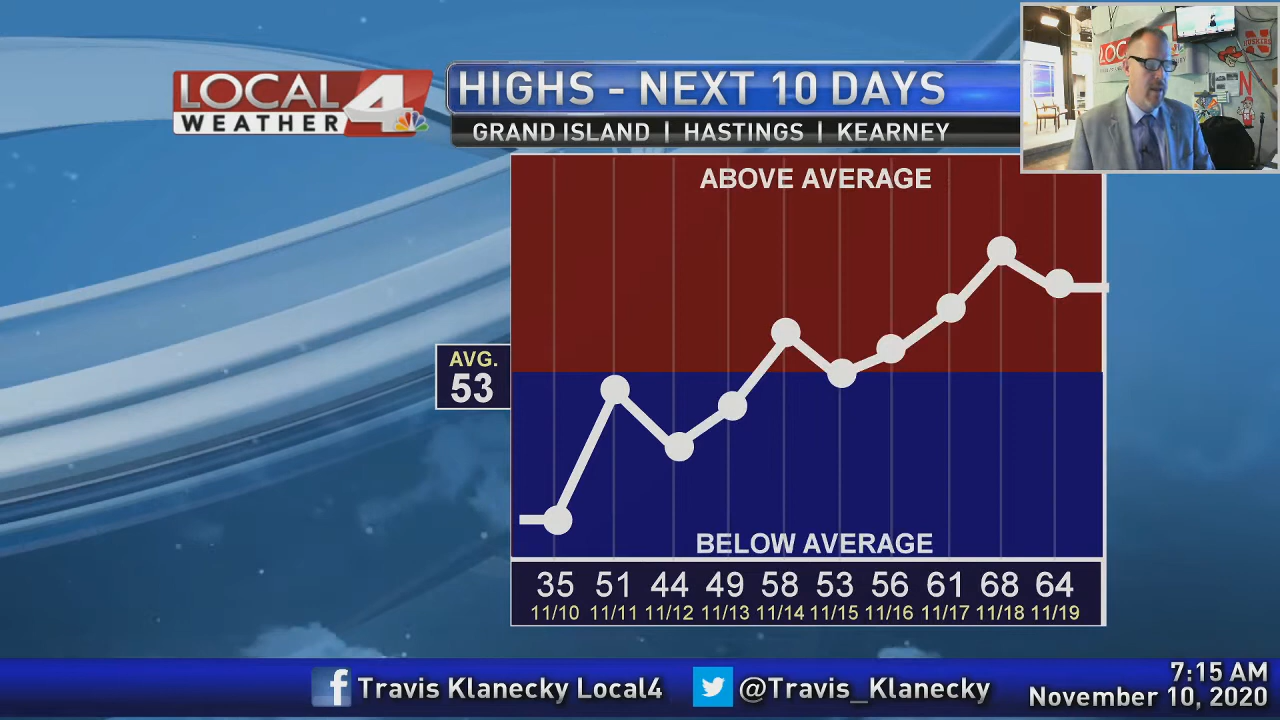 LOCAL 4
WEATHER
HIGHS - NEXT 10 DAYS
GRAND ISLAND | HASTINGS | KEARNEY
ABOVE AVERAGE
AVG.
53
BELOW AVERAGE
35 51 44 49 58 53 56 61 68 64
11/10 11/11 11/12 11/13 11/14 11/15 11/16 11/17 11/18 11/19
f Travis Klanecky Local4
@Travis_Klanecky
7:15 AM
November 10, 2020
N